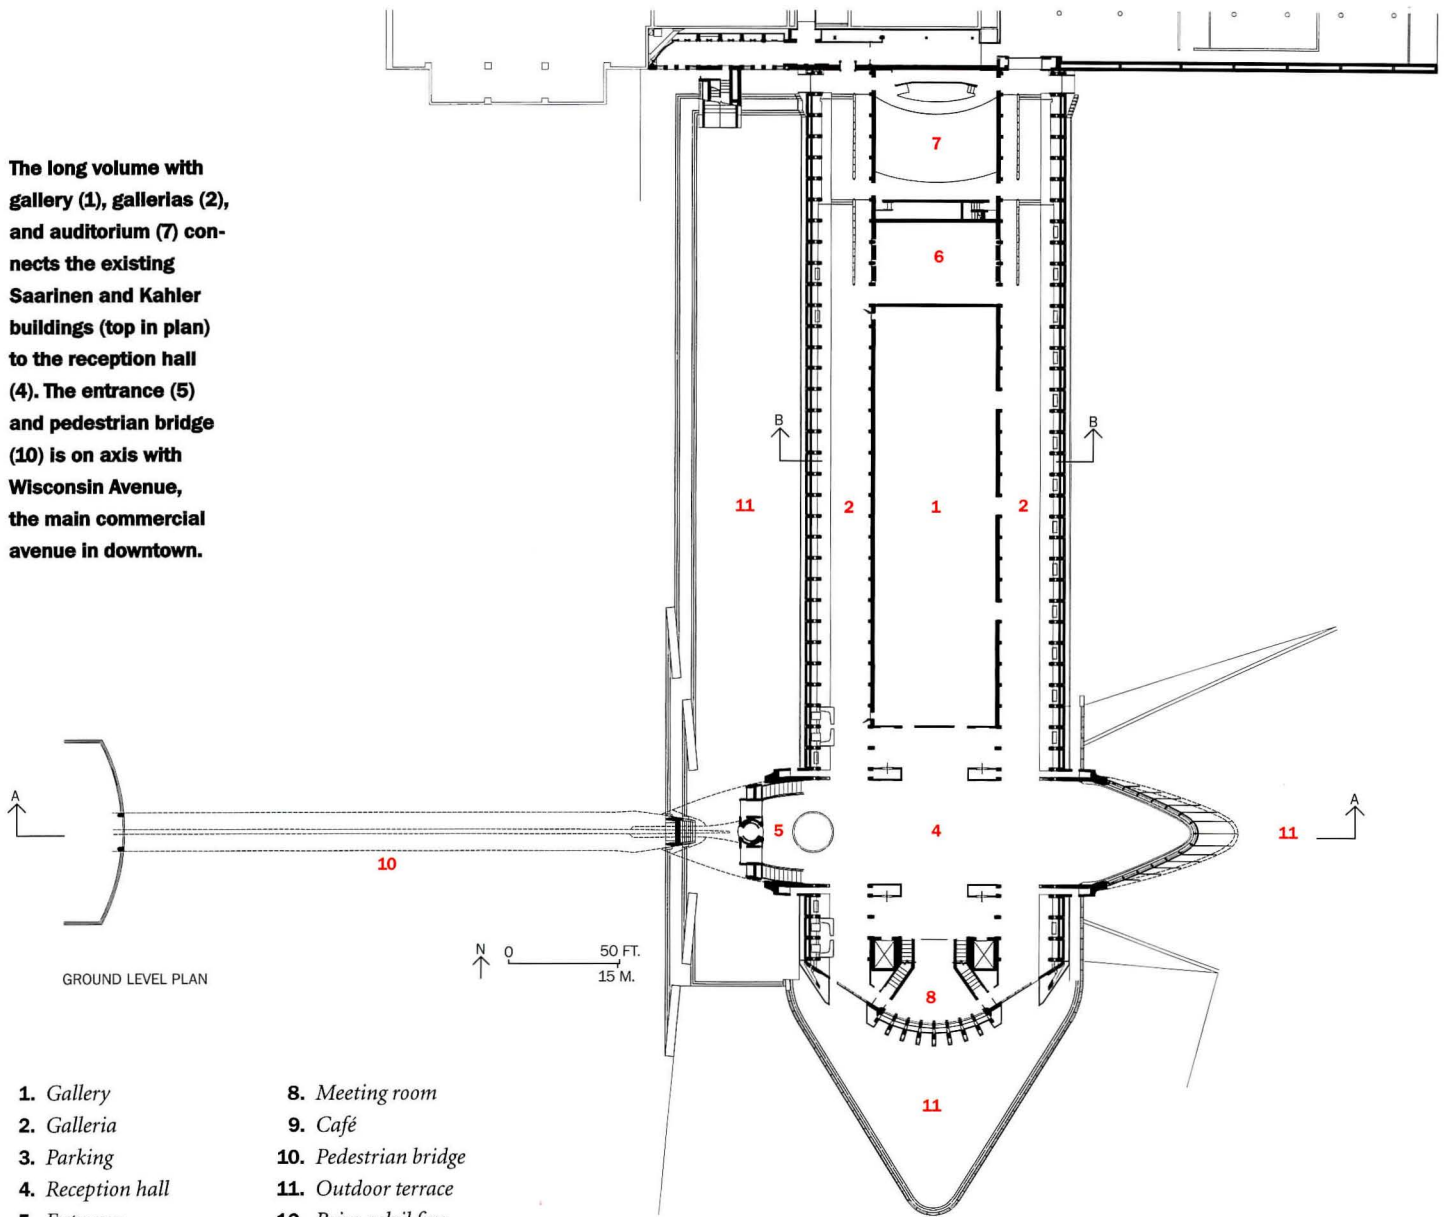 The long volume with
gallery (1), gallerias (2),
and auditorium (7) con-
nects the existing
Saarinen and Kahler
buildings (top in plan)
to the reception hall
(4). The entrance (5)
and pedestrian bridge
(10) is on axis with
Wisconsin Avenue,
the main commercial
avenue in downtown.
7
6
B
B
11
2
1
2
A
5
4
11
A
10
N
0
50 FT.
15 M.
GROUND LEVEL PLAN
8
11
1. Gallery
2. Galleria
3. Parking
4. Reception hall
8. Meeting room
9. Café
10. Pedestrian bridge
11. Outdoor terrace